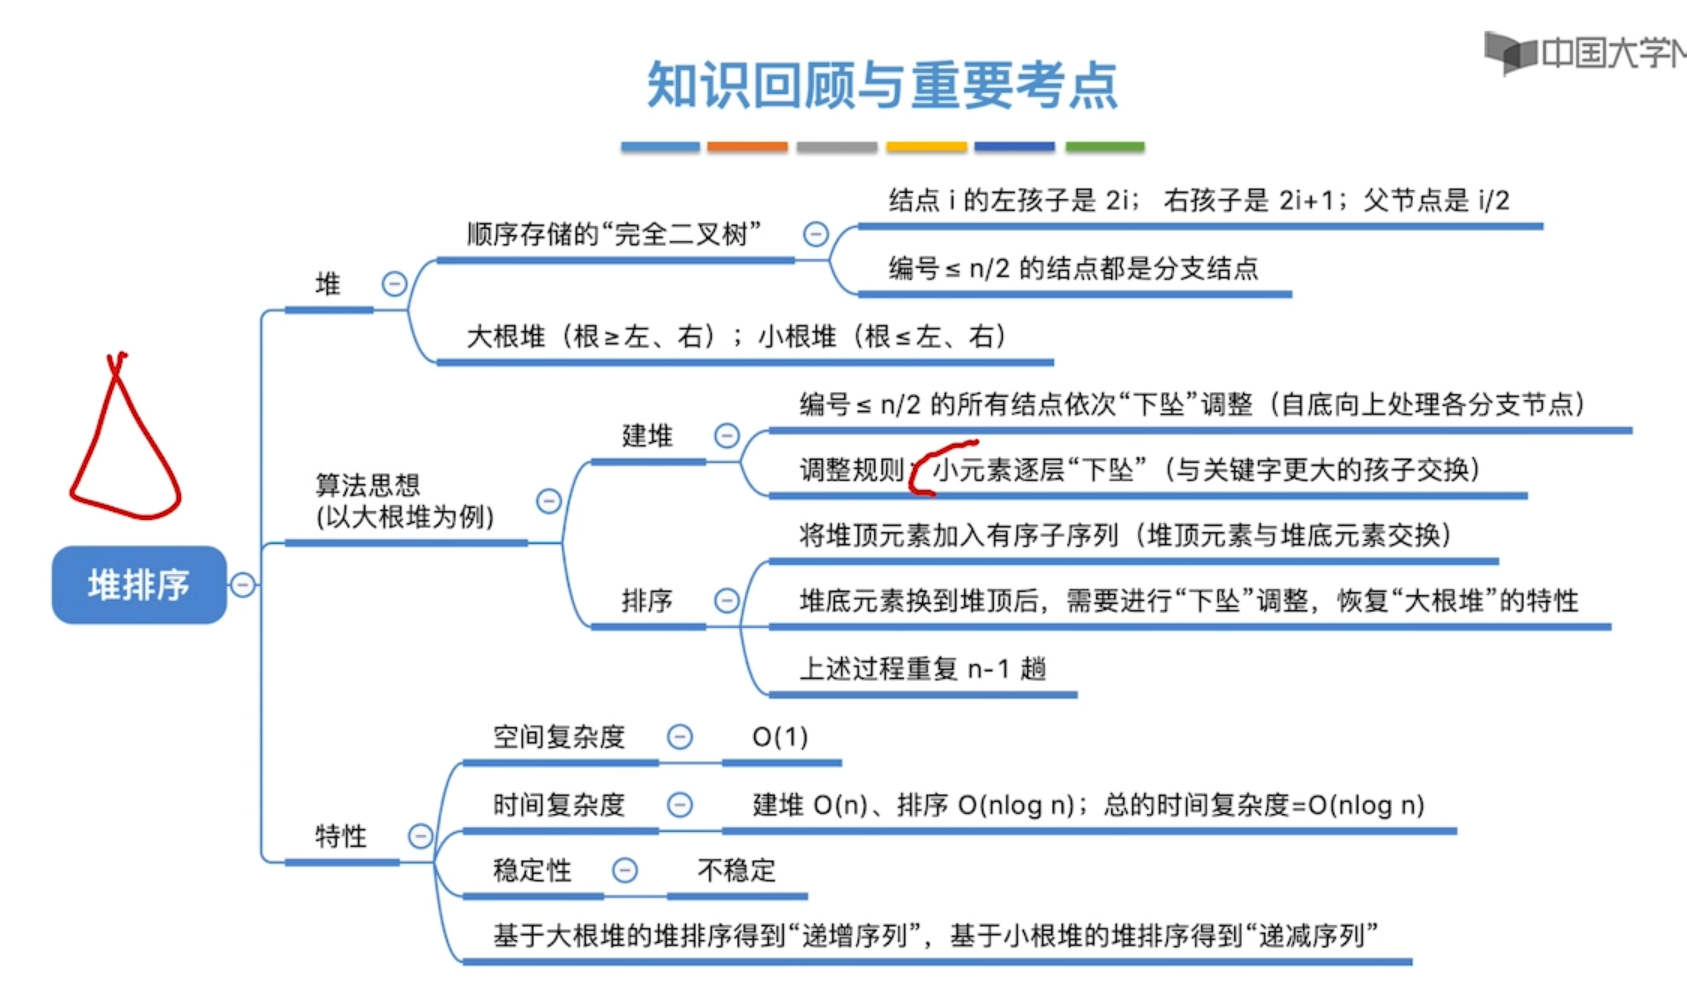 中国大学M
知识回顾与重要考点
结点 i 的左孩子是 2i； 右孩子是 2i+1；父节点是 i/2
顺序存储的“完全二叉树”
编号≤ n/2 的结点都是分支结点
堆
大根堆（根≥左、右）；小根堆（根≤左、右）
编号≤ n/2 的所有结点依次“下坠”调整（自底向上处理各分支节点）
建堆
调整规则：小元素逐层“下坠”（与关键字更大的孩子交换）
算法思想
(以大根堆为例)
将堆顶元素加入有序子序列（堆顶元素与堆底元素交换）
堆排序
排序
堆底元素换到堆顶后，需要进行“下坠”调整，恢复“大根堆”的特性
上述过程重复 n-1 趟
空间复杂度
O(1)
时间复杂度
建堆 O(n)、排序 O(nlog n)；总的时间复杂度=O(nlog n)
特性
稳定性
不稳定
基于大根堆的堆排序得到“递增序列”，基于小根堆的堆排序得到“递减序列”